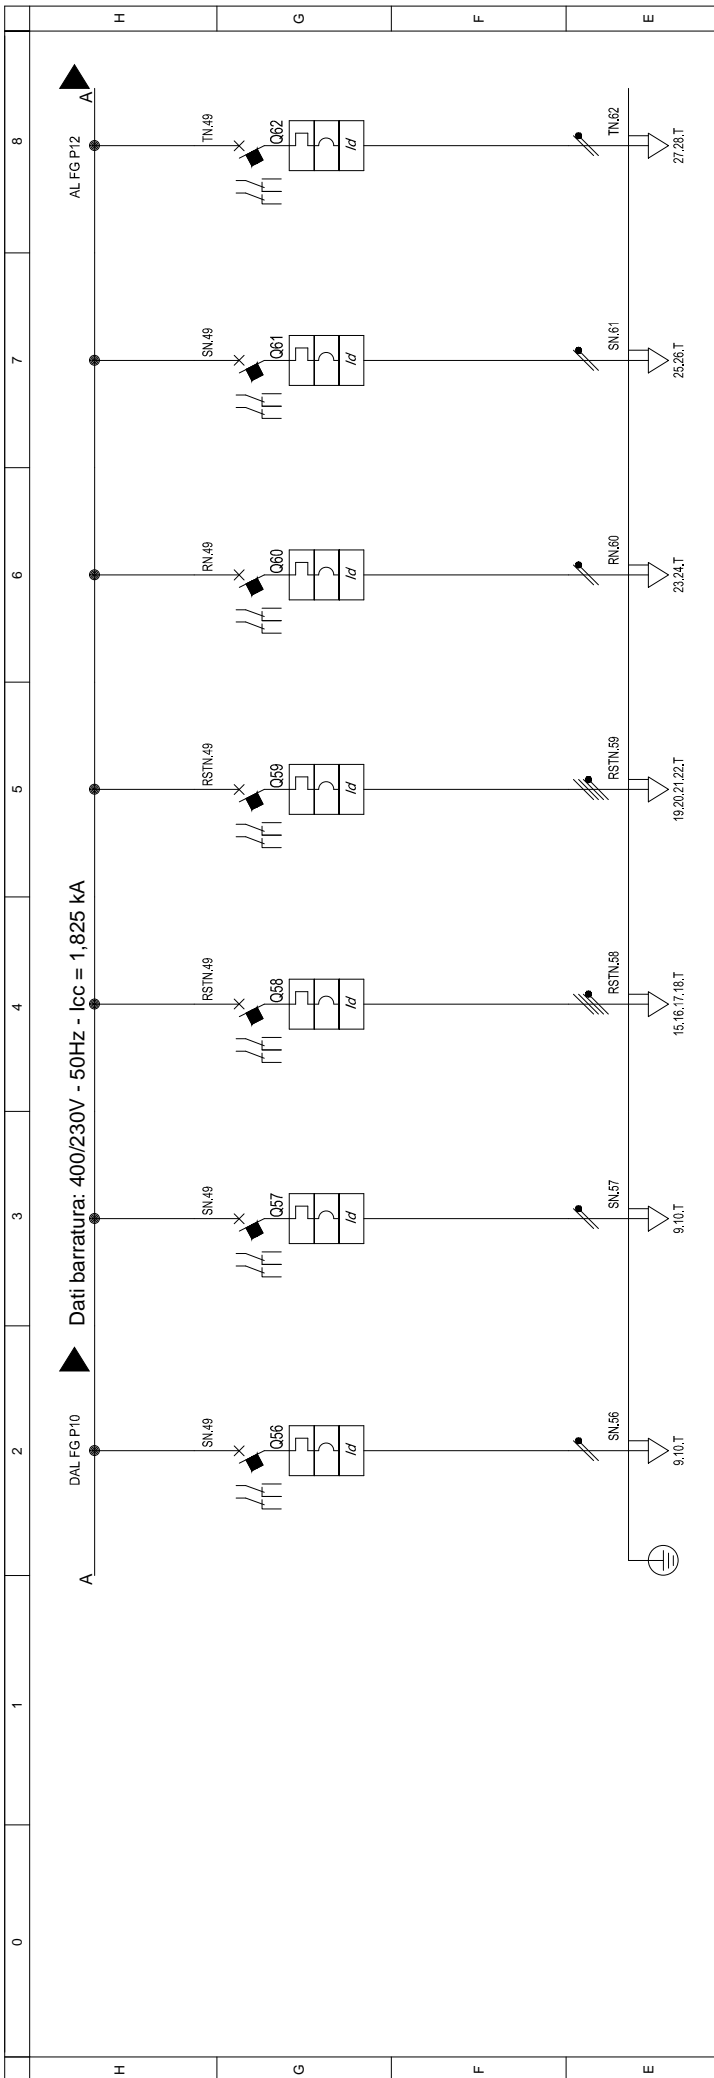 0 1 2 3 4 5 6 7 8
H
G
F
E
H
G
F
E
DAL FG P10
AL FG P12
Dati barratura: 400/230V - 50Hz - Icc = 1,825 kA
A
A
SN.49
SN.49
RSTN.49
RSTN.49
RN.49
SN.49
TN.49
Q56
Q57
Q58
Q59
Q60
Q61
Q62
Id
Id
Id
Id
Id
Id
Id
SN.56
SN.57
RSTN.58
RSTN.59
RN.60
SN.61
TN.62
9.10.T
9.10.T
15.16.17.18.T
19.20.21.22.T
23.24.T
25.26.T
27.28.T